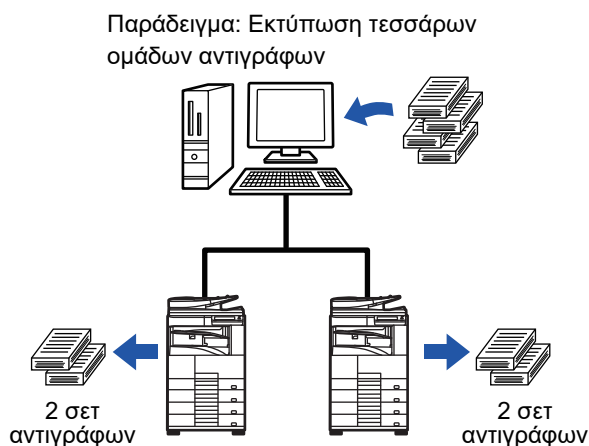 Παράδειγμα: Εκτύπωση τεσσάρων
ομάδων αντιγράφων
2 σετ
αντιγράφων
2 σετ
αντιγράφων